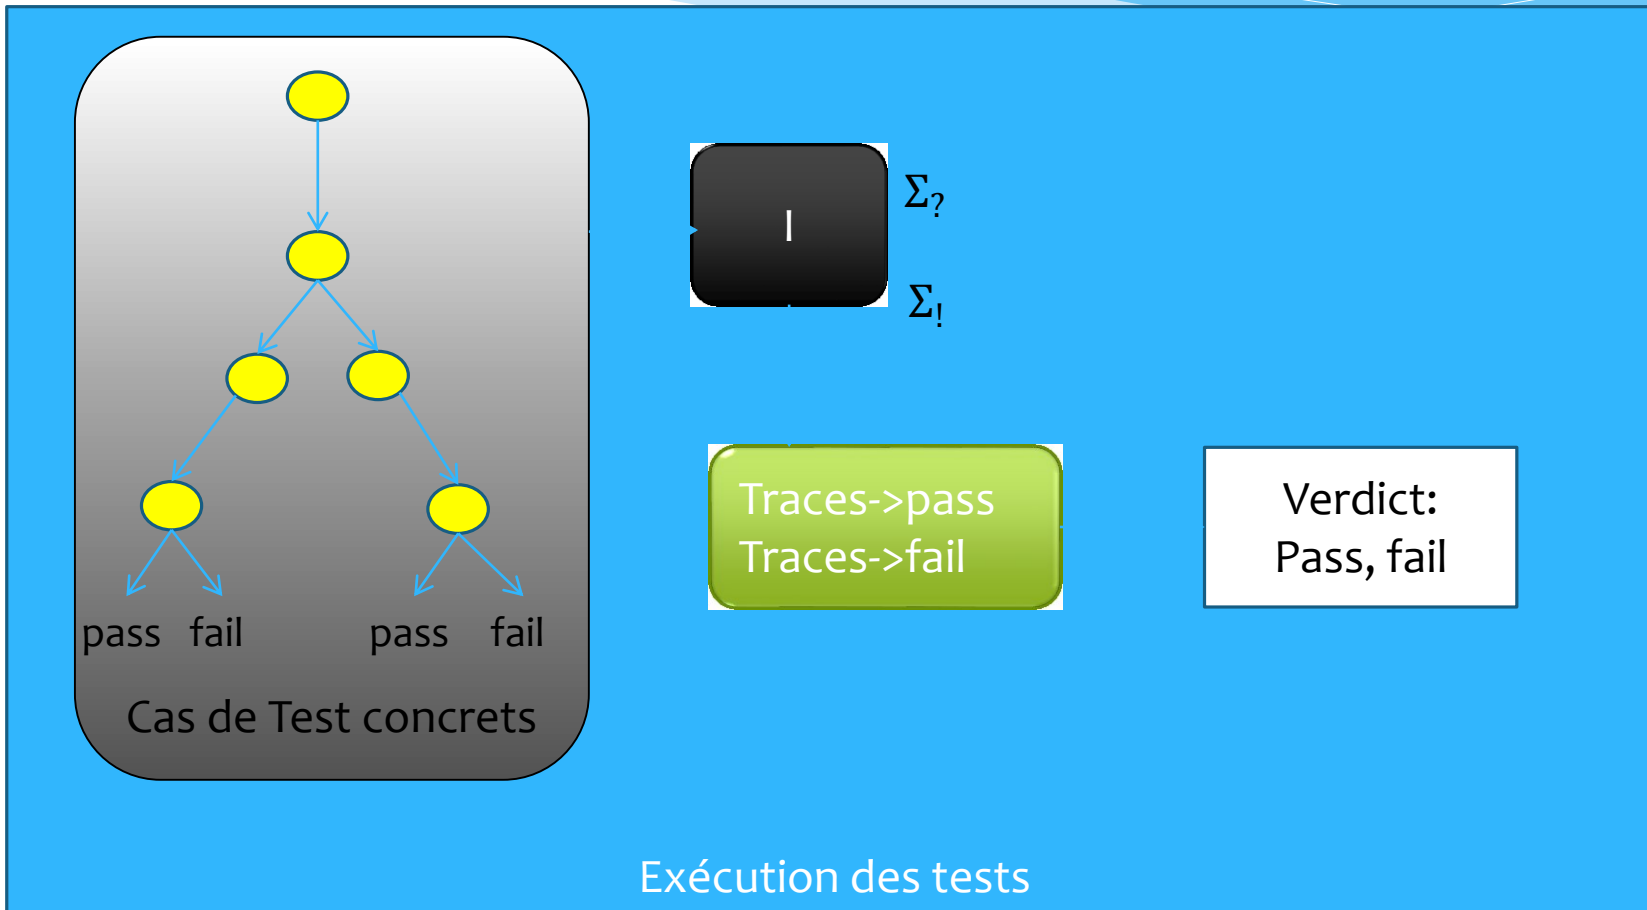 pass fail pass fail
Cas de Test concrets
I
Σ?
Σ!
Traces->pass
Traces->fail
Verdict:
Pass, fail
Exécution des tests